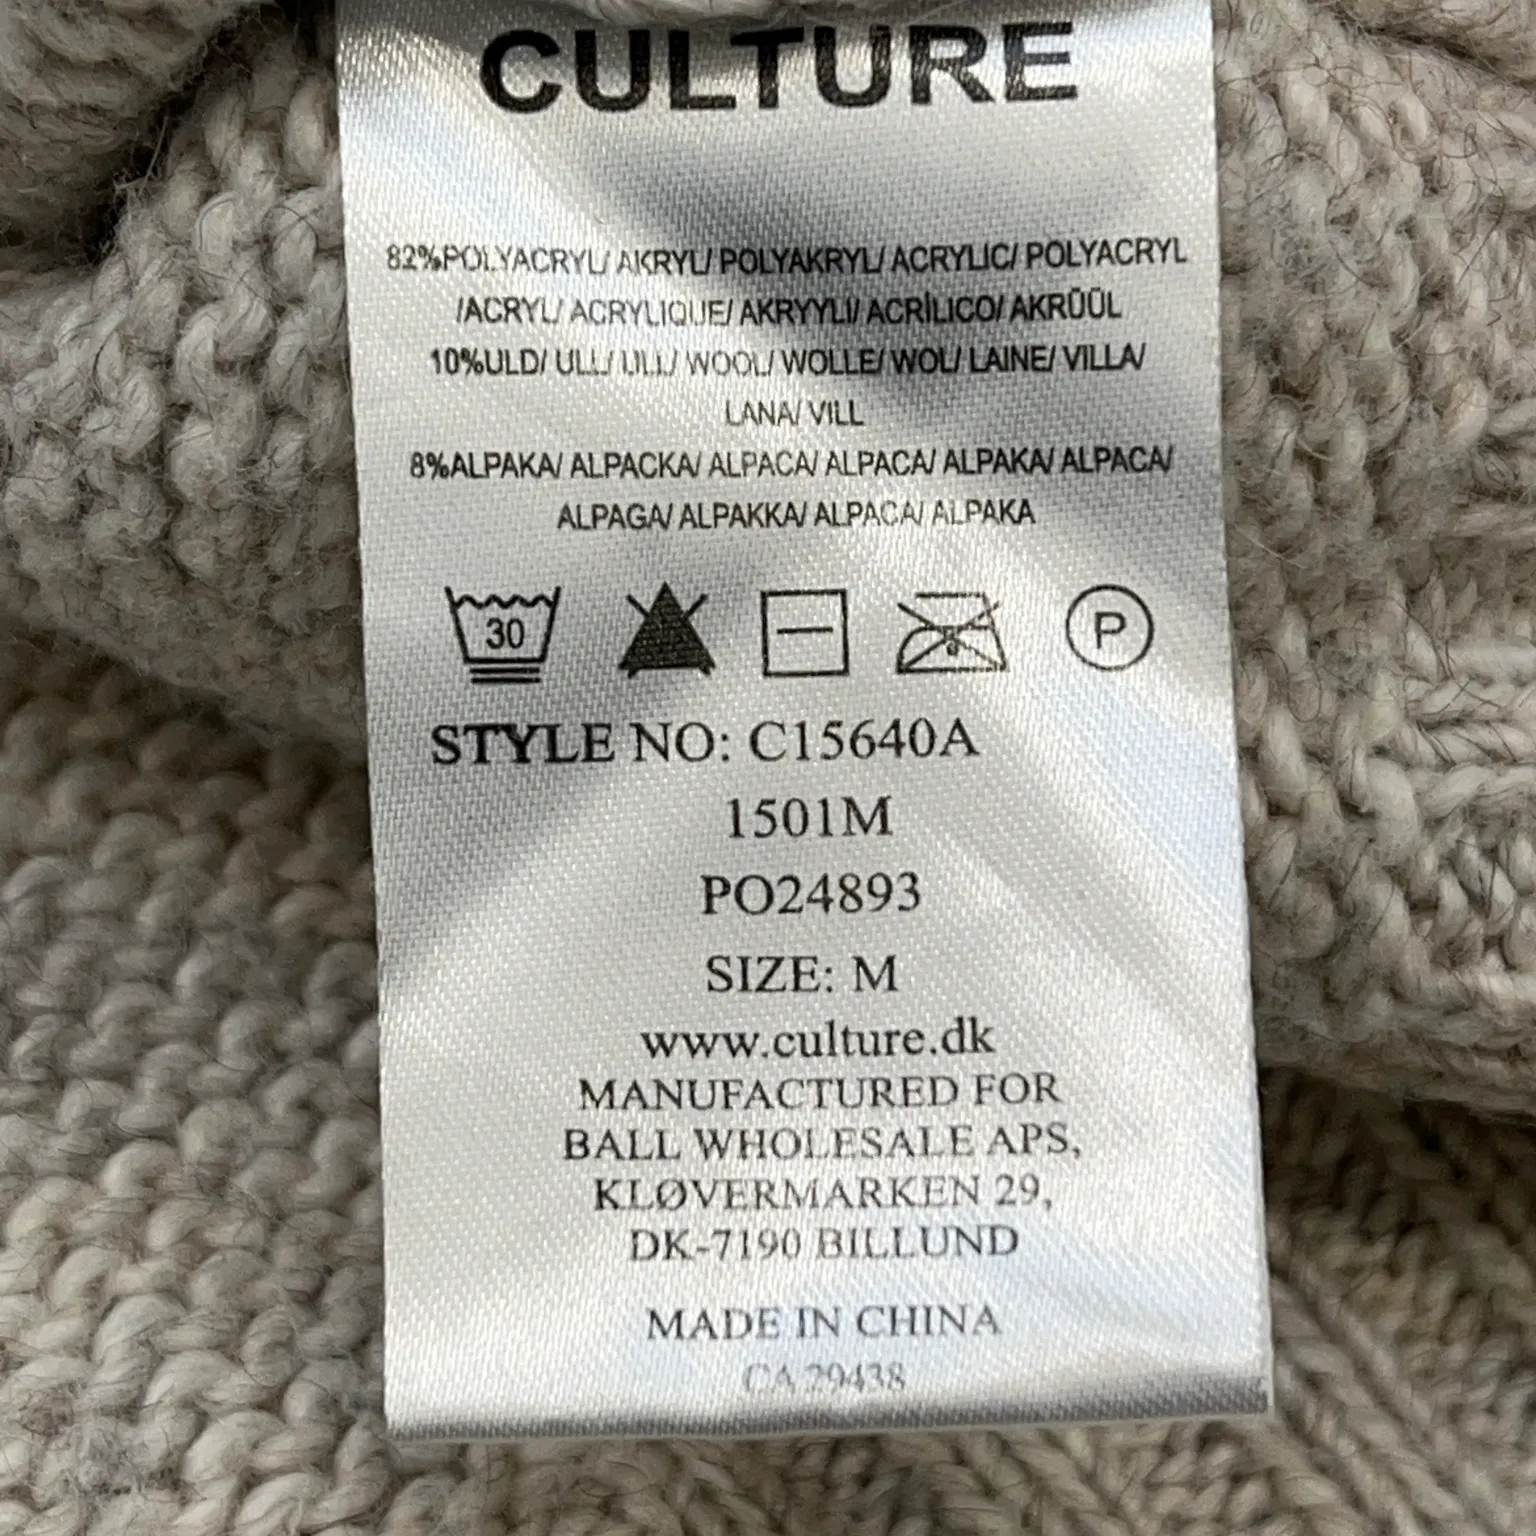 CULTURE
82%POLYACRYL/ AKRYL/ POLYAKRYL/ ACRYLIC/ POLYACRYL
/ACRYL/ ACRYLIQUE/ AKRYYLI/ ACRÍLICO/ AKRÜÜL
10%ULD/ ULL/ ULL/ WOOL/ WOLLE/ WOL/ LAINE/ VILLA/
LANA/ VILL
8%ALPAKA/ ALPACKA/ ALPACA/ ALPACA/ ALPAKA/ ALPACA/
ALPAGA/ ALPAKKA/ ALPACA/ ALPAKA
30 P
STYLE NO: C15640A
1501M
PO24893
SIZE: M
www.culture.dk
MANUFACTURED FOR
BALL WHOLESALE APS,
KLØVERMARKEN 29,
DK-7190 BILLUND
MADE IN CHINA
CA 29438